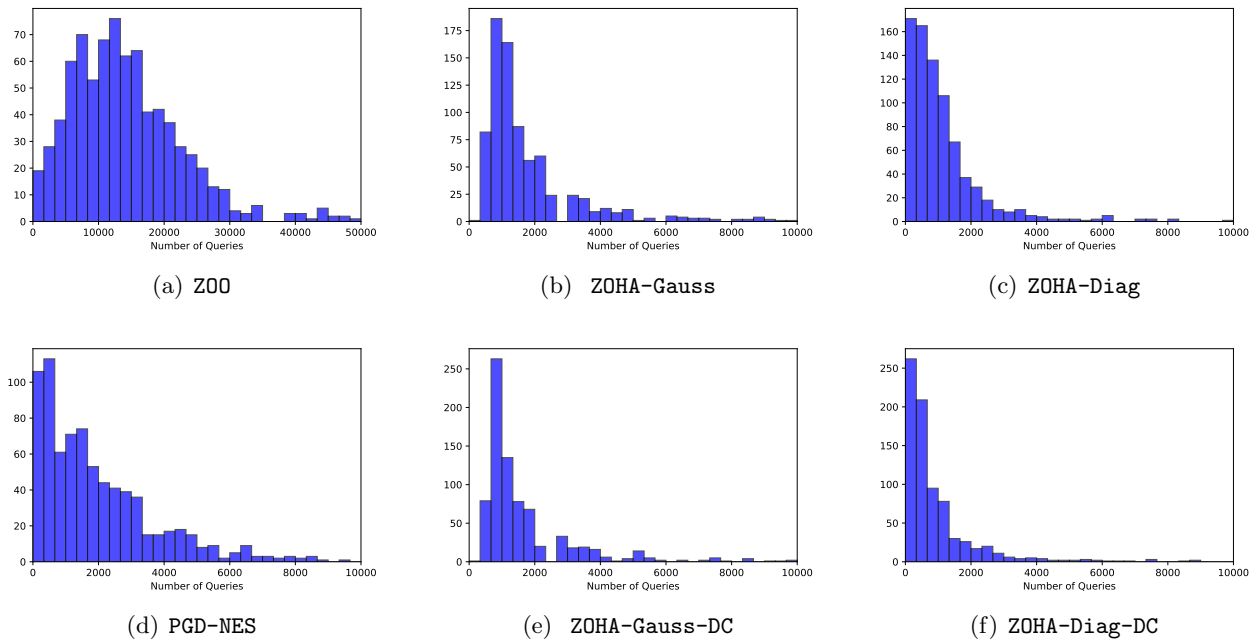 70
60
50
40
30
20
10
0
0 10000 20000 30000 40000 50000
Number of Queries
(a) ZOO
175
150
125
100
75
50
25
0
0 2000 4000 6000 8000 10000
Number of Queries
(b) ZOHA-Gauss
160
140
120
100
80
60
40
20
0
0 2000 4000 6000 8000 10000
Number of Queries
(c) ZOHA-Diag
100
80
60
40
20
0
0 2000 4000 6000 8000 10000
Number of Queries
(d) PGD-NES
250
200
150
100
50
0
0 2000 4000 6000 8000 10000
Number of Queries
(e) ZOHA-Gauss-DC
250
200
150
100
50
0
0 2000 4000 6000 8000 10000
Number of Queries
(f) ZOHA-Diag-DC